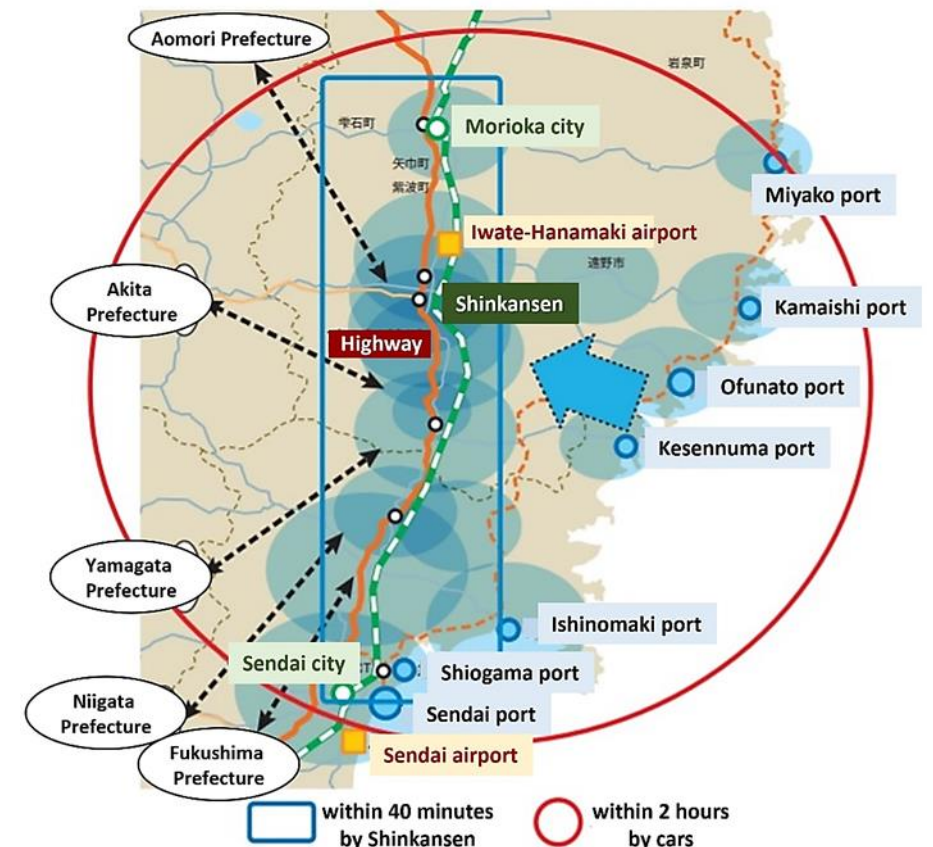 Aomori Prefecture
岩泉町
雫石町
Morioka city
矢巾町
紫波町
Miyako port
Iwate-Hanamaki airport
遠野市
Akita
Prefecture
Shinkansen
Kamaishi port
Highway
Ofunato port
Kesennuma port
Yamagata
Prefecture
Ishinomaki port
Sendai city
Shiogama port
Niigata
Prefecture
Sendai port
Fukushima
Prefecture
Sendai airport
within 40 minutes
by Shinkansen
within 2 hours
by cars